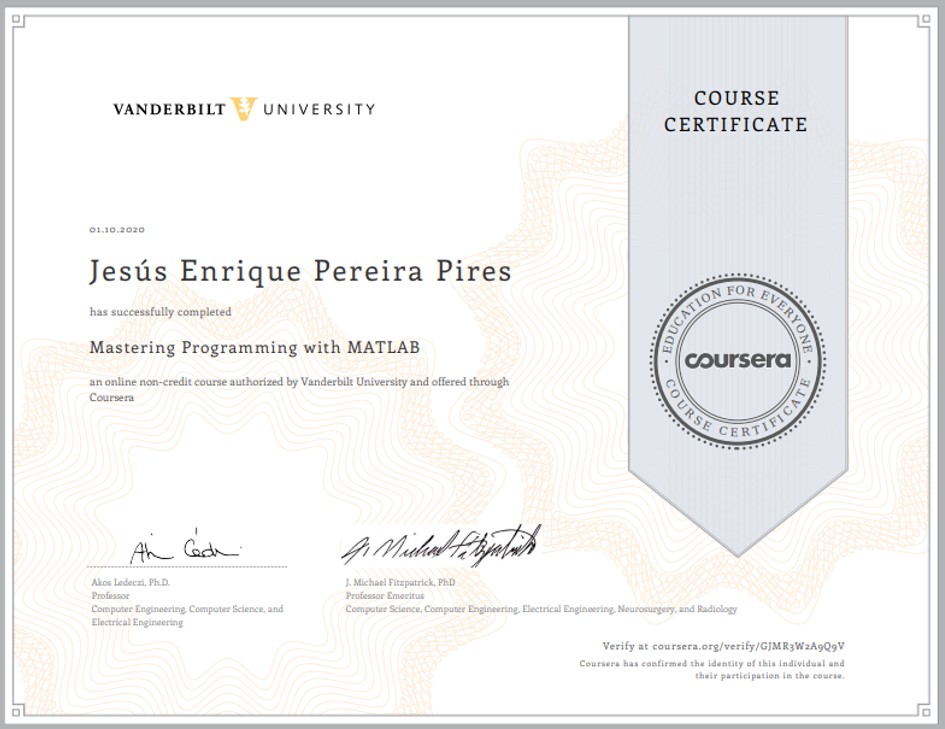 VANDERBILT UNIVERSITY
COURSE
CERTIFICATE
01.10.2020
Jesús Enrique Pereira Pires
has successfully completed
Mastering Programming with MATLAB
an online non-credit course authorized by Vanderbilt University and offered through
Coursera
EDUCATION FOR EVERYONE
coursera
COURSE CERTIFICATE
Akos Ledeczi, Ph.D.
Professor
Computer Engineering, Computer Science, and
Electrical Engineering
J. Michael Fitzpatrick
J. Michael Fitzpatrick, PhD
Professor Emeritus
Computer Science, Computer Engineering, Electrical Engineering, Neurosurgery, and Radiology
Verify at coursera.org/verify/GJMR3W2A9Q9V
Coursera has confirmed the identity of this individual and
their participation in the course.